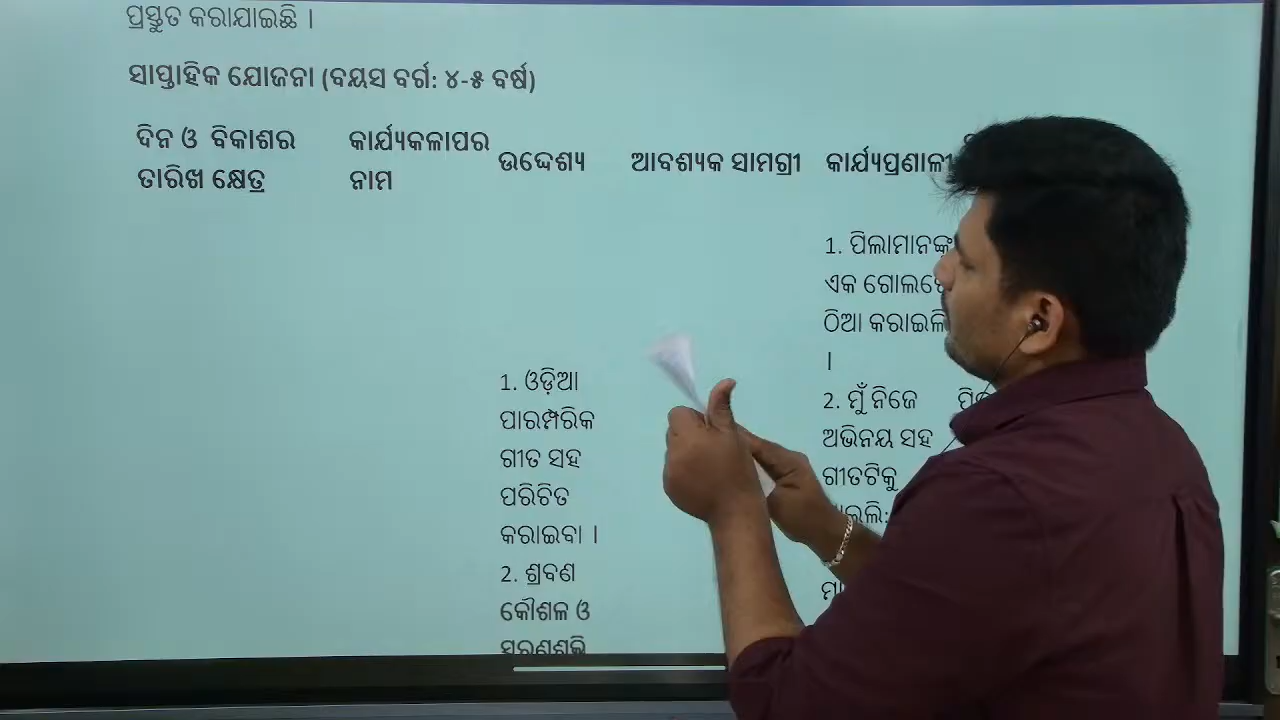 ପ୍ରସ୍ତୁତ କରାଯାଇଛି ।
ସାପ୍ତାହିକ ଯୋଜନା (ବୟସ ବର୍ଗ: ୪-୫ ବର୍ଷ)
ଦିନ ଓ ବିକାଶର କାର୍ଯ୍ୟକଳାପର
ତାରିଖ କ୍ଷେତ୍ର ନାମ
ଉଦ୍ଦେଶ୍ୟ ଆବଶ୍ୟକ ସାମଗ୍ରୀ କାର୍ଯ୍ୟପ୍ରଣାଳୀ
1. ଓଡ଼ିଆ
ପାରମ୍ପରିକ
ଗୀତ ସହ
ପରିଚିତ
କରାଇବା ।
2. ଶ୍ରବଣ
କୌଶଳ ଓ
1. ପିଲାମାନଙ୍କ
ଏକ
ଠିଆ କରାଇଲି
।
2. ମୁଁ ନିଜେ
ଅଭିନୟ ସହ
ଗୀତଟିକୁ